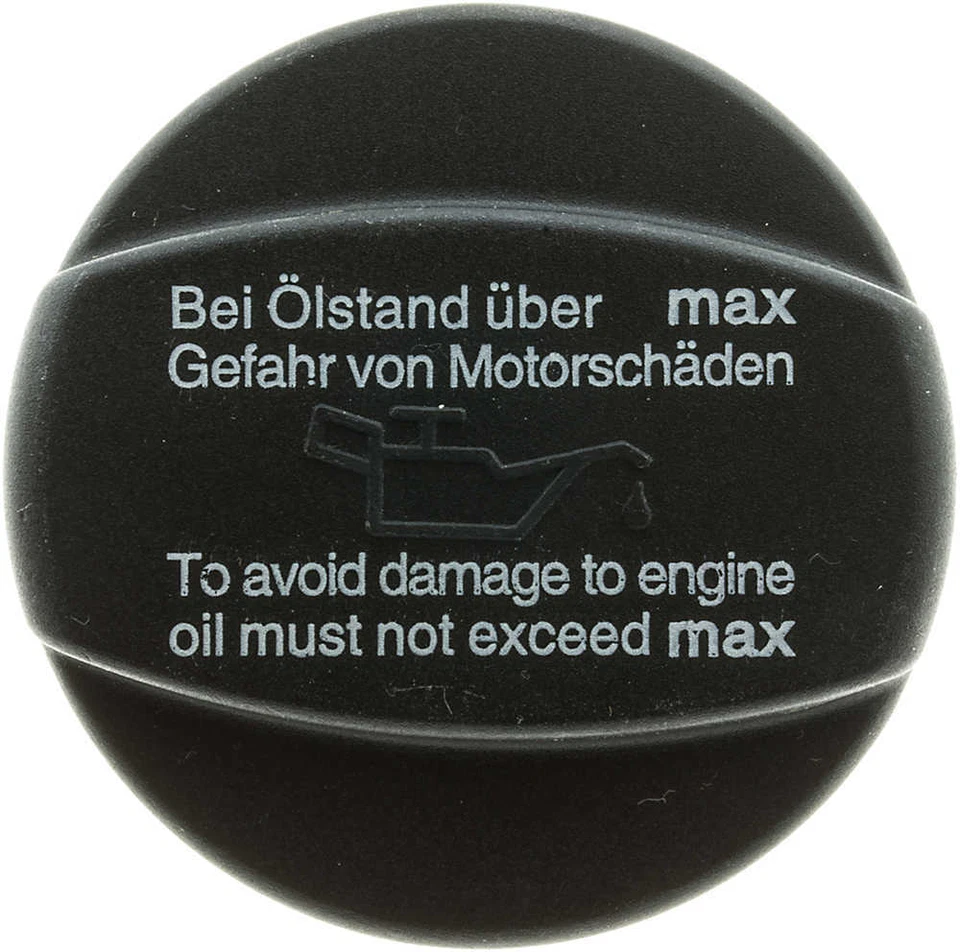 Bei Ölstand über max
Gefahr von Motorschäden
To avoid damage to engine
oil must not exceed max